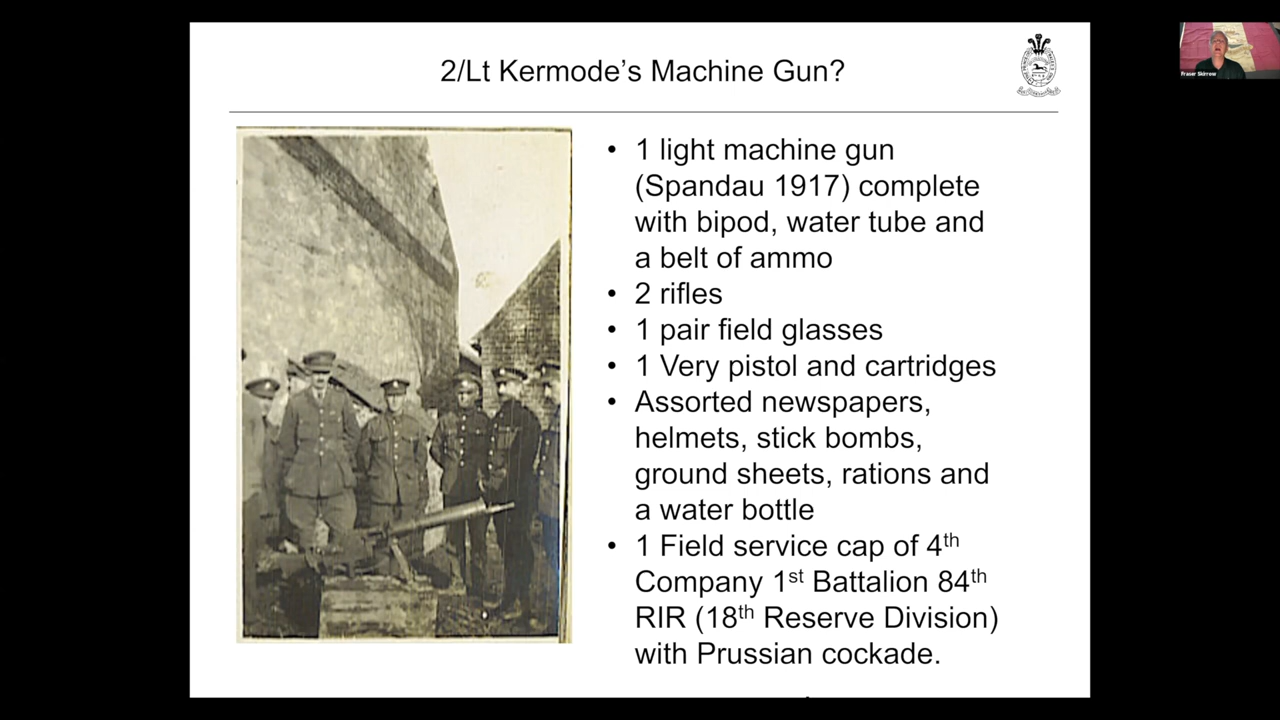 2/Lt Kermode's Machine Gun?
Fraser Skirrow
• 1 light machine gun
(Spandau 1917) complete
with bipod, water tube and
a belt of ammo
• 2 rifles
• 1 pair field glasses
• 1 Very pistol and cartridges
• Assorted newspapers,
helmets, stick bombs,
ground sheets, rations and
a water bottle
• 1 Field service cap of 4th
Company 1st Battalion 84th
RIR (18th Reserve Division)
with Prussian cockade.